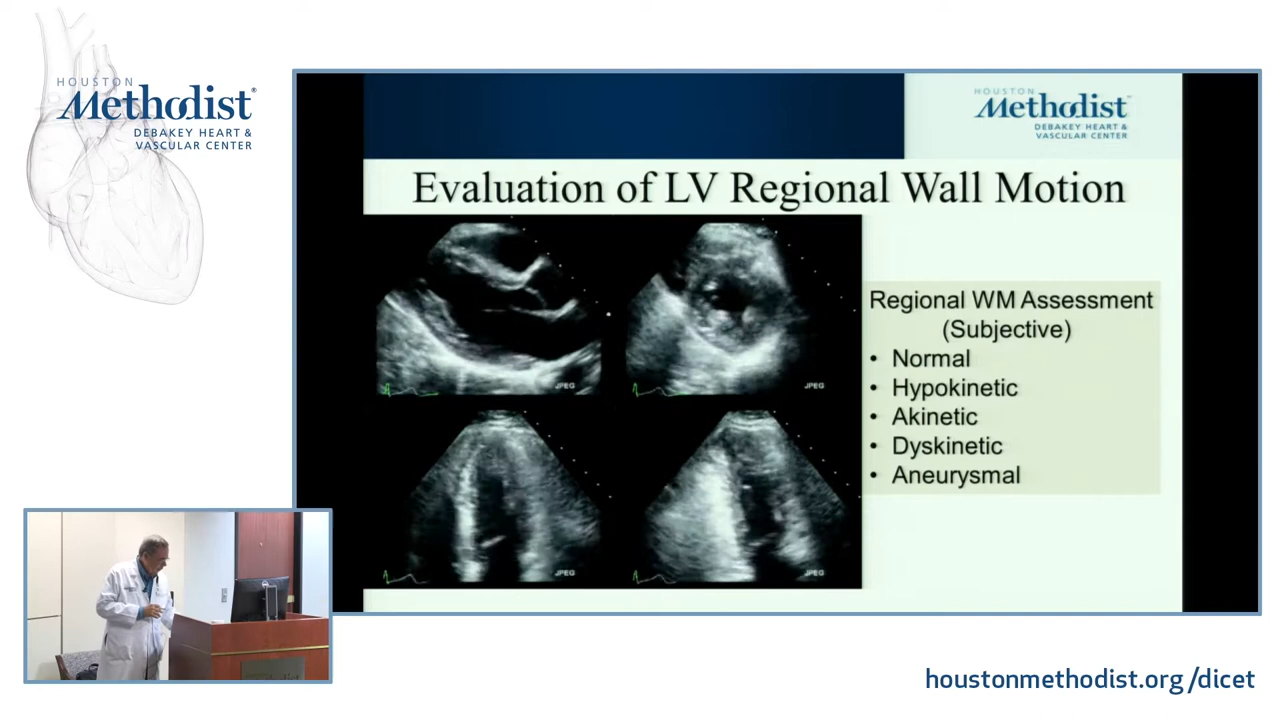 HOUSTON
Methodist®
DEBAKEY HEART &
VASCULAR CENTER
HOUSTON
Methodist
DEBAKEY HEART &
VASCULAR CENTER
Evaluation of LV Regional Wall Motion
JPEG
JPEG
JPEG
JPEG
Regional WM Assessment
(Subjective)
• Normal
• Hypokinetic
• Akinetic
• Dyskinetic
• Aneurysmal
houstonmethodist.org/dicet